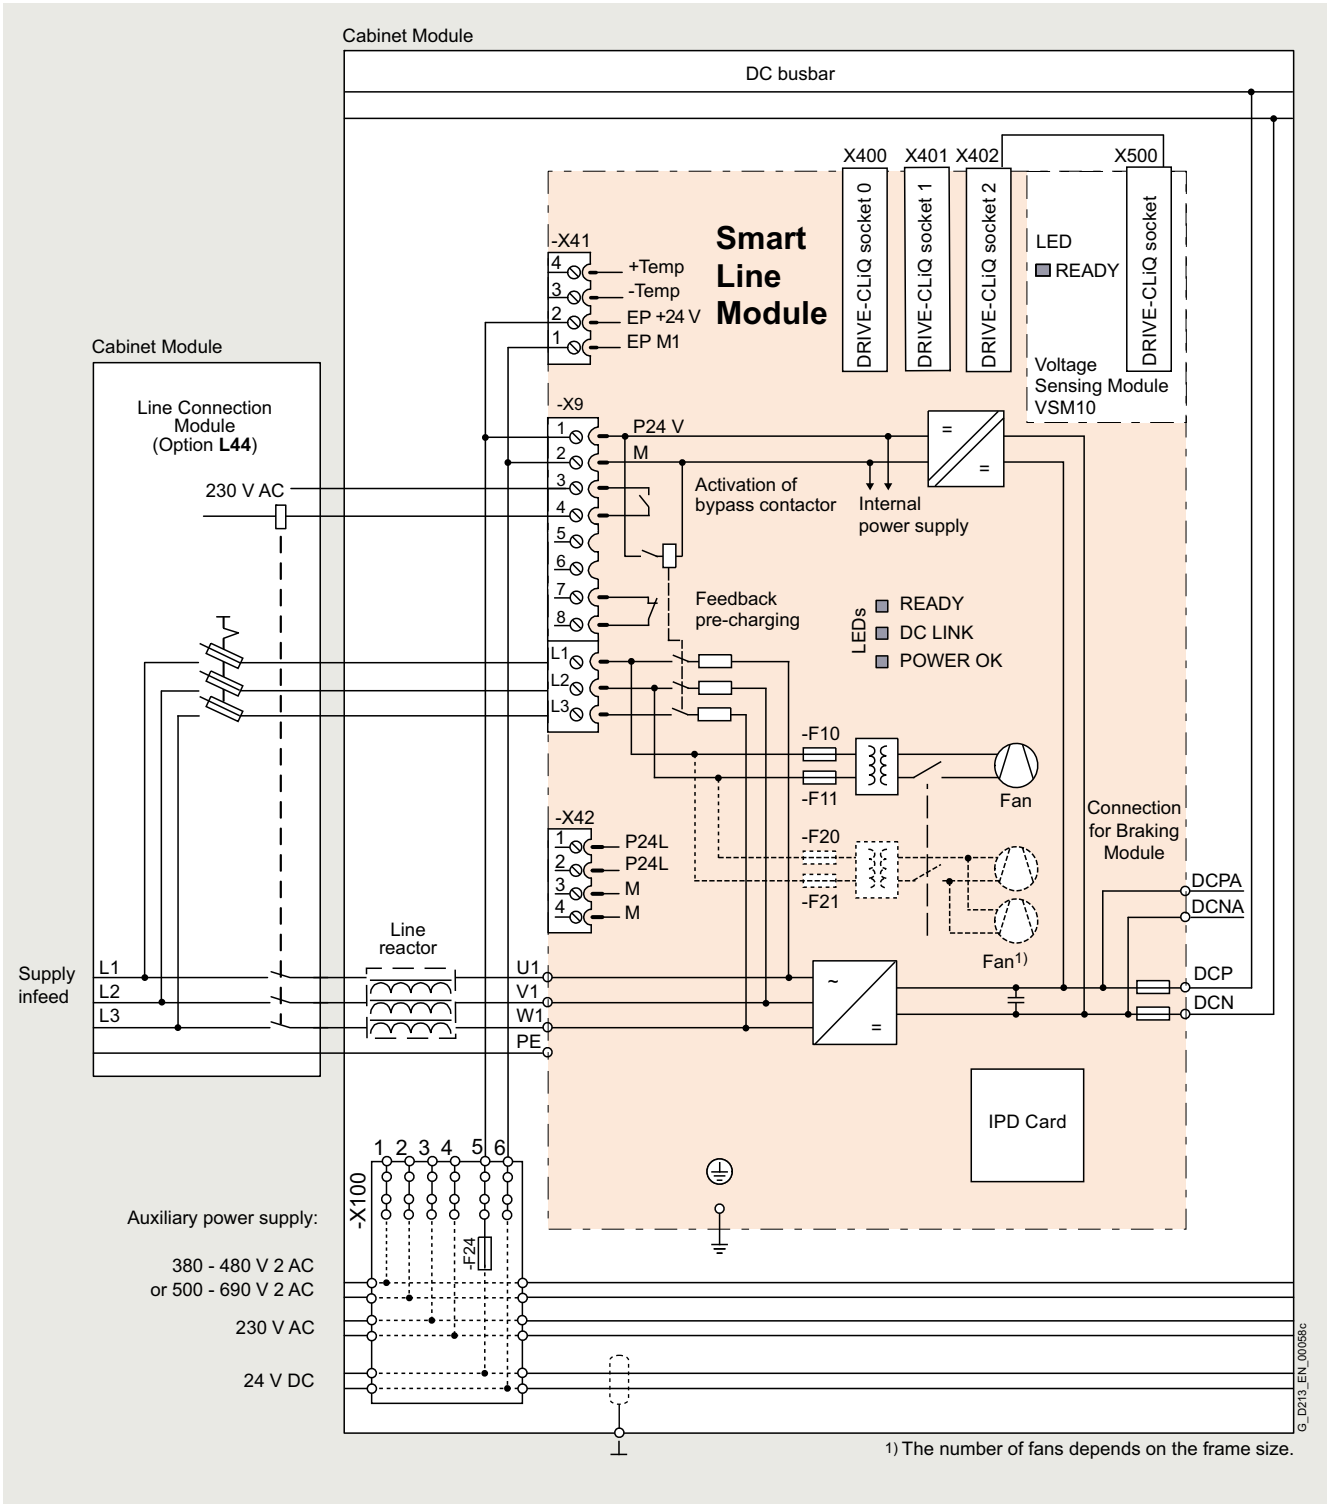 Cabinet Module
DC busbar
X400
X401
X402
X500
DRIVE-CLiQ socket 0
DRIVE-CLiQ socket 1
DRIVE-CLiQ socket 2
DRIVE-CLiQ socket
Smart
Line
Module
LED
READY
Voltage
Sensing Module
VSM10
-X41
4
+Temp
3
-Temp
2
EP +24 V
1
EP M1
Cabinet Module
Line Connection
Module
(Option L44)
230 V AC
-X9
1
P24 V
2
M
3
4
5
6
7
8
L1
L2
L3
Activation of
bypass contactor
Internal
power supply
=
=
Feedback
pre-charging
LEDs
READY
DC LINK
POWER OK
-F10
-F11
Fan
-F20
-F21
Fan1)
Connection
for Braking
Module
DCPA
DCNA
DCP
DCN
-X42
1
P24L
2
P24L
3
M
4
M
Line
reactor
Supply
infeed
L1
L2
L3
U1
V1
W1
PE
~
=
IPD Card
1 2 3 4 5 6
-X100
-F24
Auxiliary power supply:
380 - 480 V 2 AC
or 500 - 690 V 2 AC
230 V AC
24 V DC
G_D213_EN_00058c
1) The number of fans depends on the frame size.